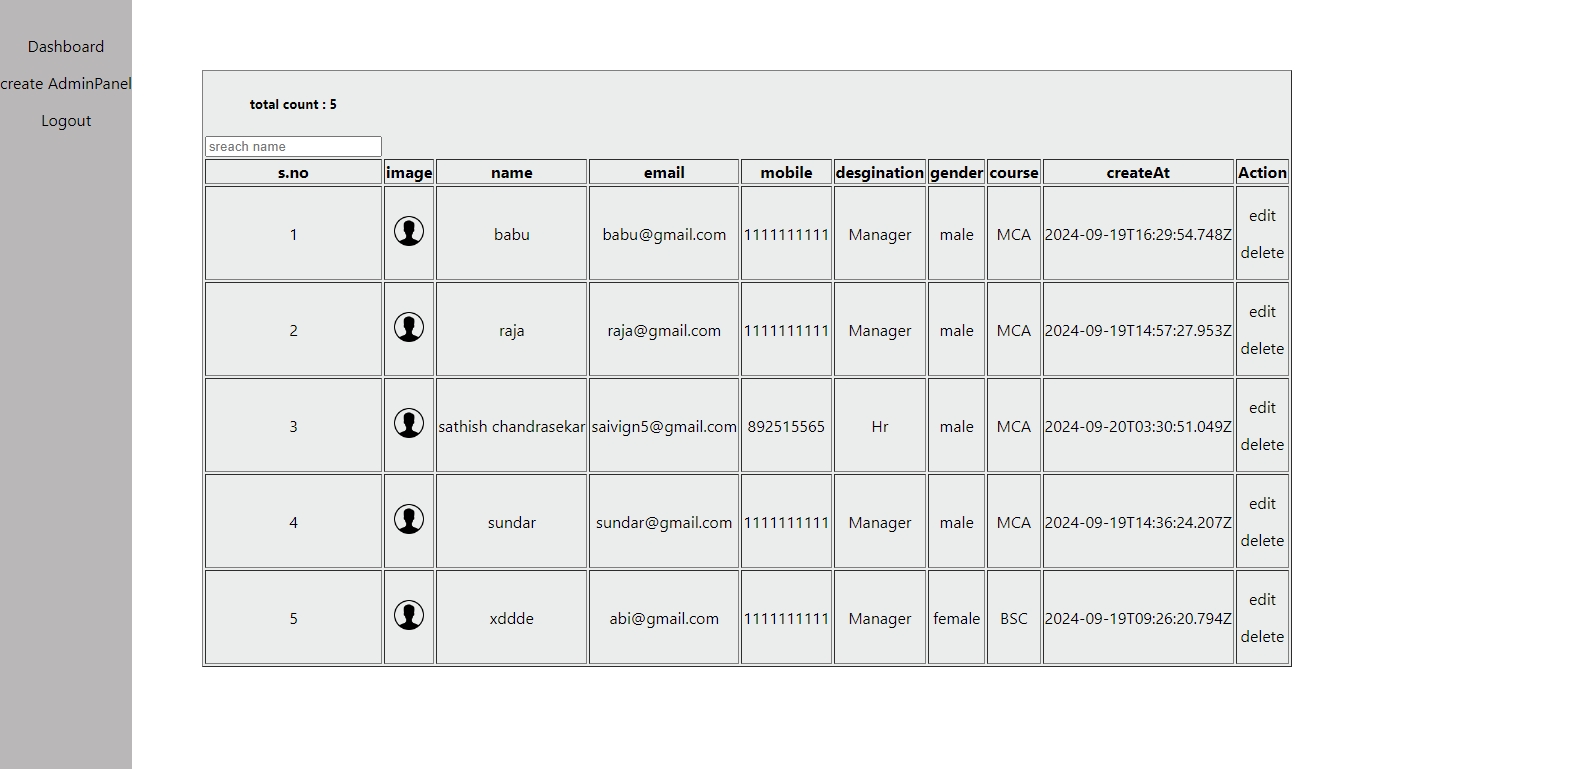 Dashboard
create AdminPanel
Logout
total count : 5
sreach name
s.no image name email mobile desgination gender course createAt Action
1 babu babu@gmail.com 1111111111 Manager male MCA 2024-09-19T16:29:54.748Z edit
delete
2 raja raja@gmail.com 1111111111 Manager male MCA 2024-09-19T14:57:27.953Z edit
delete
3 sathish chandrasekar saivign5@gmail.com 892515565 Hr male MCA 2024-09-20T03:30:51.049Z edit
delete
4 sundar sundar@gmail.com 1111111111 Manager male MCA 2024-09-19T14:36:24.207Z edit
delete
5 xddde abi@gmail.com 1111111111 Manager female BSC 2024-09-19T09:26:20.794Z edit
delete